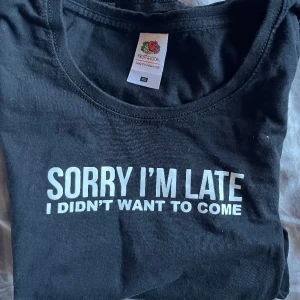 SORRY I'M LATE
I DIDN'T WANT TO COME